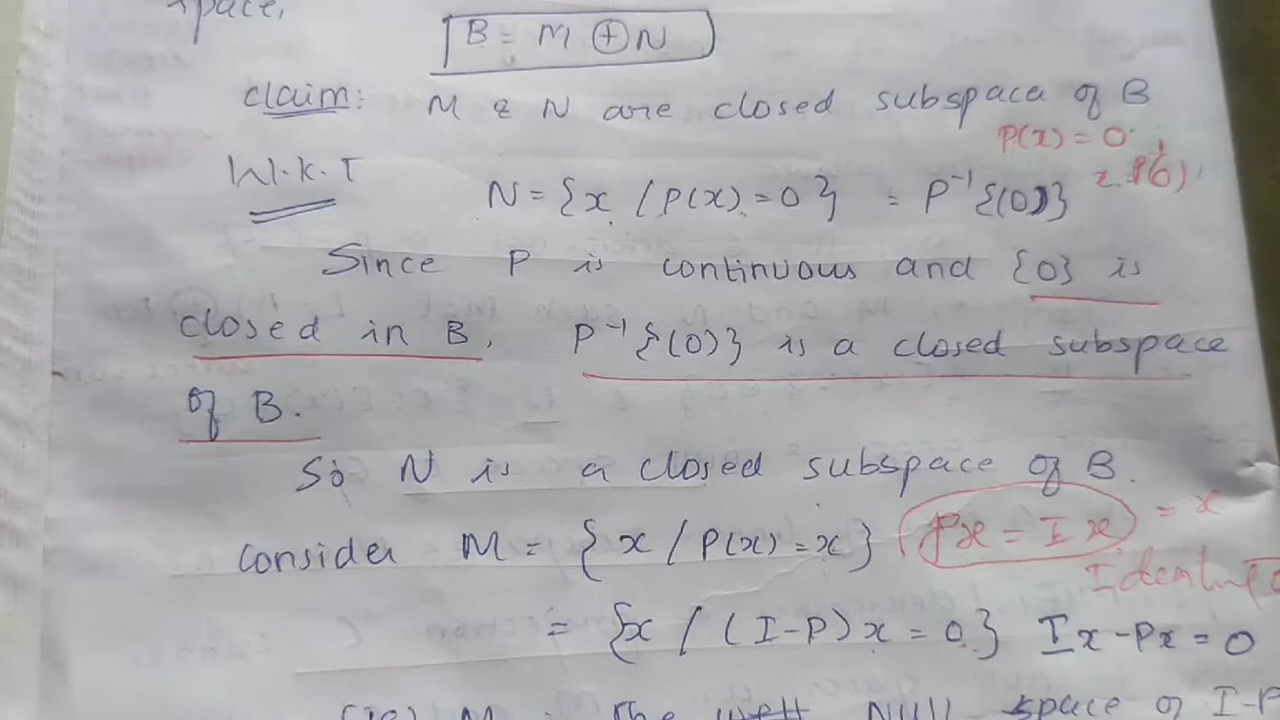 space,
B = M ⊕ N
claim: M & N are closed subspace of B
P(x) = 0
W.K.T N = {x / P(x) = 0} = P⁻¹{(0)}
Since P is continuous and {0} is
closed in B, P⁻¹{(0)} is a closed subspace
of B.
So N is a closed subspace of B.
Consider M = {x / P(x) = x} Px = Ix = x
= {x / (I-P)x = 0} Ix-Px = 0
(ie) M Null space of I-P